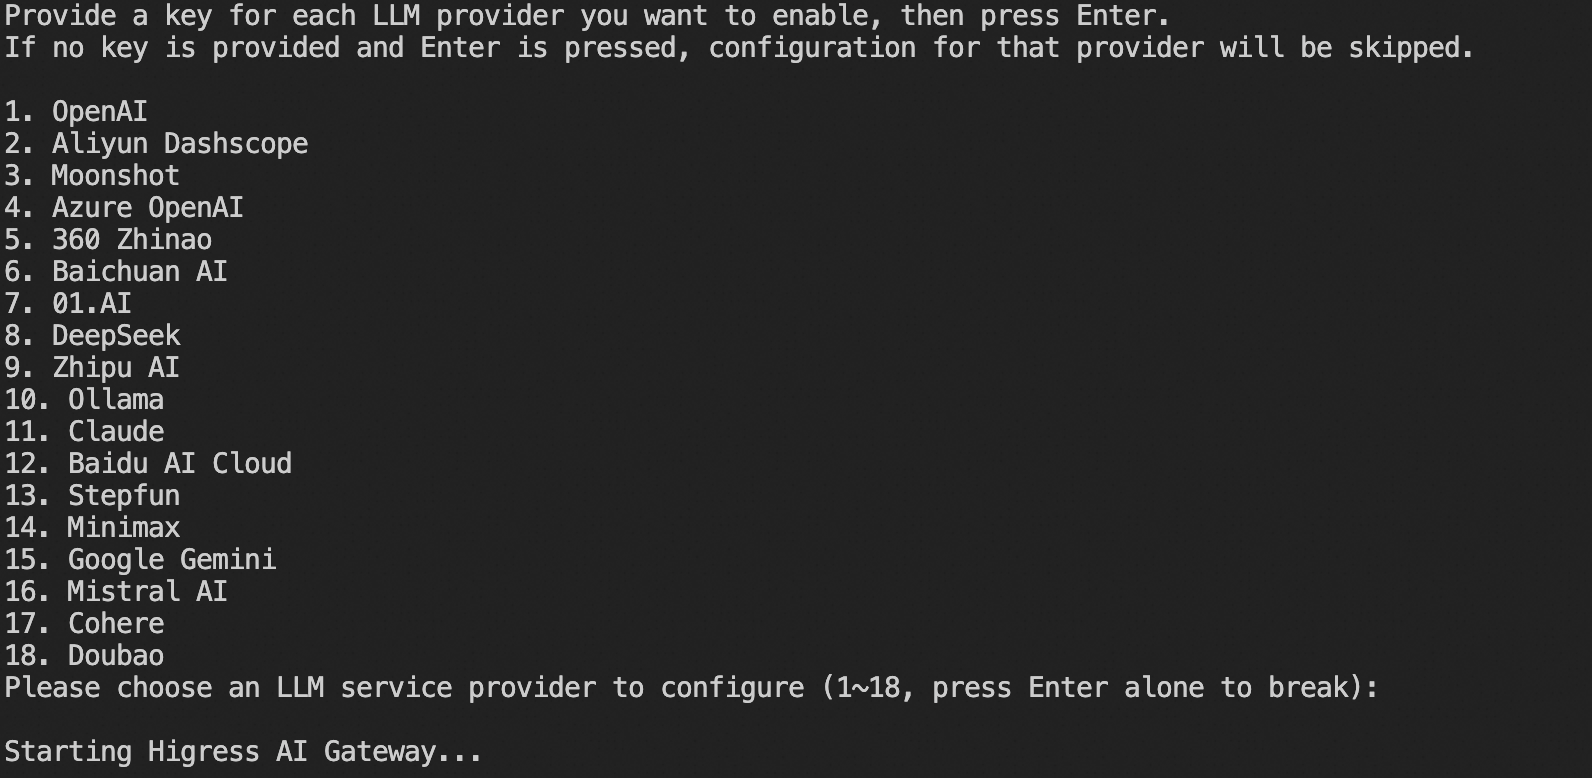 Provide a key for each LLM provider you want to enable, then press Enter.
If no key is provided and Enter is pressed, configuration for that provider will be skipped.
1. OpenAI
2. Aliyun Dashscope
3. Moonshot
4. Azure OpenAI
5. 360 Zhinao
6. Baichuan AI
7. 01.AI
8. DeepSeek
9. Zhipu AI
10. Ollama
11. Claude
12. Baidu AI Cloud
13. Stepfun
14. Minimax
15. Google Gemini
16. Mistral AI
17. Cohere
18. Doubao
Please choose an LLM service provider to configure (1~18, press Enter alone to break):
Starting Higress AI Gateway...